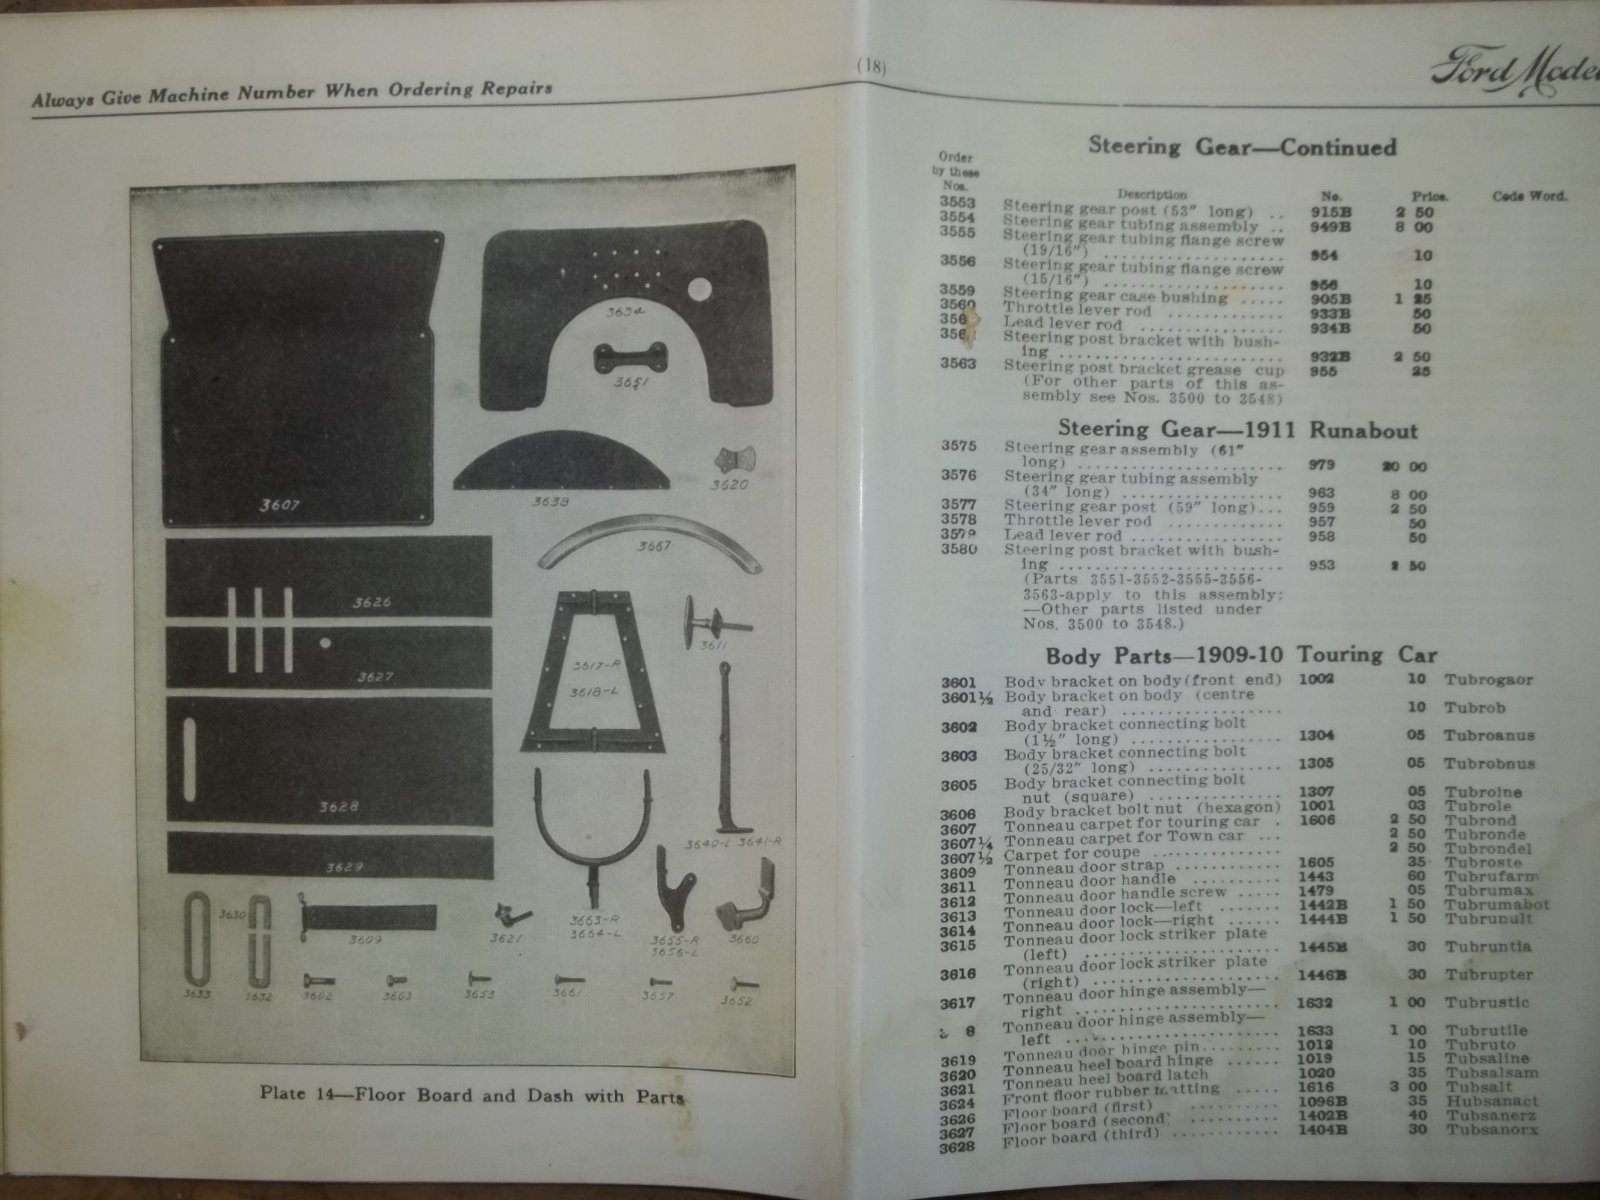 Always Give Machine Number When Ordering Repairs
3607
3634
3651
3638
3620
3667
3626
3627
3617-R
3618-L
3611
3628
3629
3640-L 3641-R
3630
3609
3621
3663-R
3664-L
3655-R
3656-L
3660
3633
3632
3602
3603
3653
3661
3657
3652
Plate 14—Floor Board and Dash with Parts
(18)
Ford Model
Steering Gear—Continued
Order
by these
Nos.
Description No. Price. Code Word.
3553 Steering gear post (53" long) .. 915B 2 50
3554 Steering gear tubing assembly .. 949B 8 00
3555 Steering gear tubing flange screw
(19/16") .................... 954 10
3556 Steering gear tubing flange screw
(15/16") .................... 956 10
3559 Steering gear case bushing ..... 905B 1 25
3560 Throttle lever rod ............ 933B 50
356 Lead lever rod ............... 934B 50
356 Steering post bracket with bush-
ing ........................ 932B 2 50
3563 Steering post bracket grease cup 955 25
(For other parts of this as-
sembly see Nos. 3500 to 3548)
Steering Gear—1911 Runabout
3575 Steering gear assembly (61"
long) ...................... 979 20 00
3576 Steering gear tubing assembly
(34" long) ................. 963 8 00
3577 Steering gear post (59" long)... 959 2 50
3578 Throttle lever rod ............ 957 50
3579 Lead lever rod ................ 958 50
3580 Steering post bracket with bush-
ing ........................ 953 50
(Parts 3551-3552-3555-3556-
3563-apply to this assembly:
—Other parts listed under
Nos. 3500 to 3548.)
Body Parts—1909-10 Touring Car
3601 Body bracket on body (front end) 1002 10 Tubrogaor
3601½ Body bracket on body (centre
and rear) ................. 10 Tubrob
3602 Body bracket connecting bolt
(1½" long) ................ 1304 05 Tubroanus
3603 Body bracket connecting bolt
(25/32" long) .............. 1305 05 Tubrobnus
3605 Body bracket connecting bolt
nut (square) .............. 1307 05 Tubroine
3606 Body bracket bolt nut (hexagon) 1001 03 Tubrole
3607 Tonneau carpet for touring car . 1606 2 50 Tubrond
3607¼ Tonneau carpet for Town car ... 2 50 Tubronde
3607½ Carpet for coupe .............. 2 50 Tubrondel
3609 Tonneau door strap ............ 1605 35 Tubroste
3611 Tonneau door handle .......... 1443 60 Tubrufarm
3612 Tonneau door handle screw ..... 1479 05 Tubrumax
3613 Tonneau door lock—left ....... 1442B 1 50 Tubrumabot
3614 Tonneau door lock—right ...... 1444B 1 50 Tubrunult
3615 Tonneau door lock striker plate
(left) ..................... 1445B 30 Tubruntia
3616 Tonneau door lock striker plate
(right) .................... 1446B 30 Tubrupter
3617 Tonneau door hinge assembly—
right ...................... 1632 1 00 Tubrustic
8 Tonneau door hinge assembly—
left ....................... 1633 1 00 Tubrutile
3619 Tonneau door hinge pin......... 1012 10 Tubruto
3620 Tonneau heel board hinge ...... 1019 15 Tubsaline
3621 Tonneau heel board latch 1020 35 Tubsalsam
3624 Front floor rubber matting ..... 1616 3 00 Tubsalt
3626 Floor board (first) .......... 1096B 35 Hubsanact
3627 Floor board (second) .......... 1402B 40 Tubsanerz
3628 Floor board (third) ............ 1404B 30 Tubsanorx